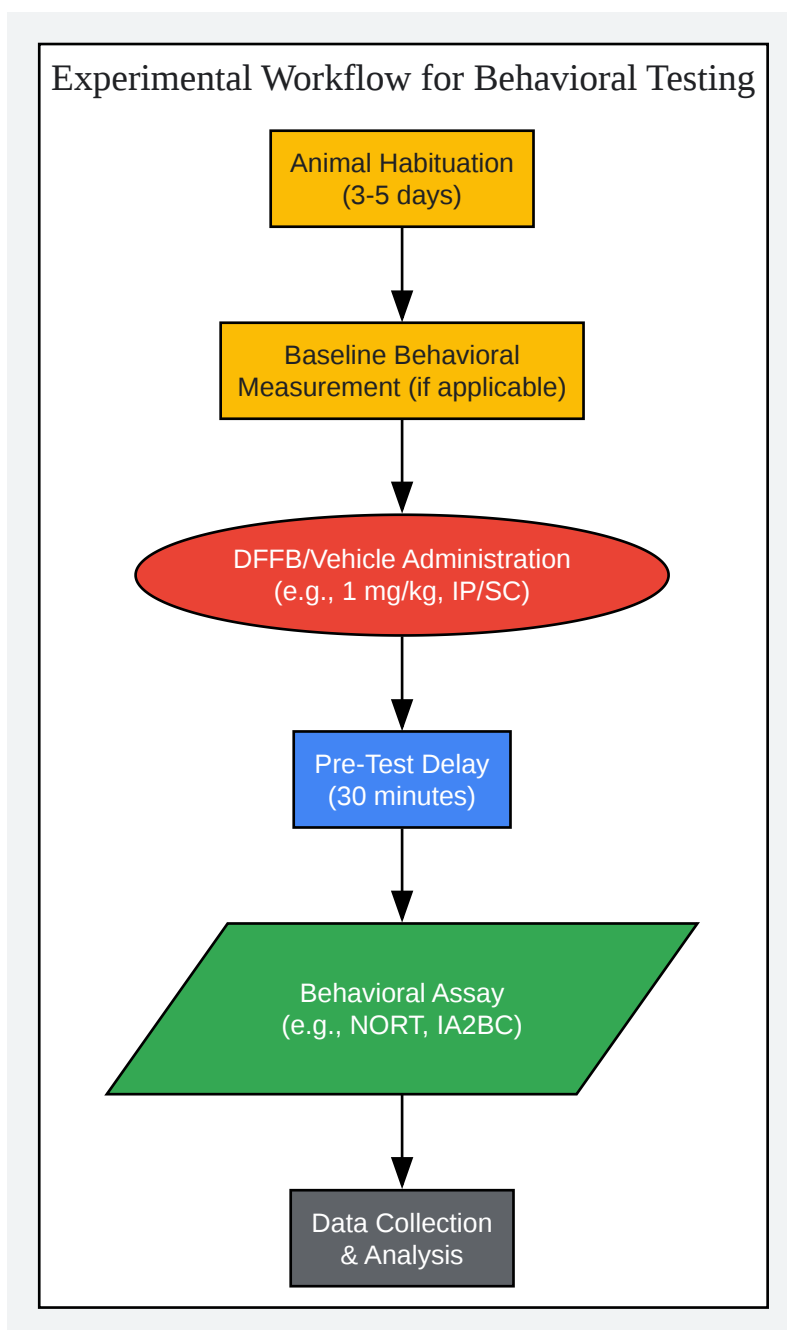 Experimental Workflow for Behavioral Testing
Animal Habituation
(3-5 days)
Baseline Behavioral
Measurement (if applicable)
DFFB/Vehicle Administration
(e.g., 1 mg/kg, IP/SC)
Pre-Test Delay
(30 minutes)
Behavioral Assay
(e.g., NORT, IA2BC)
Data Collection
& Analysis